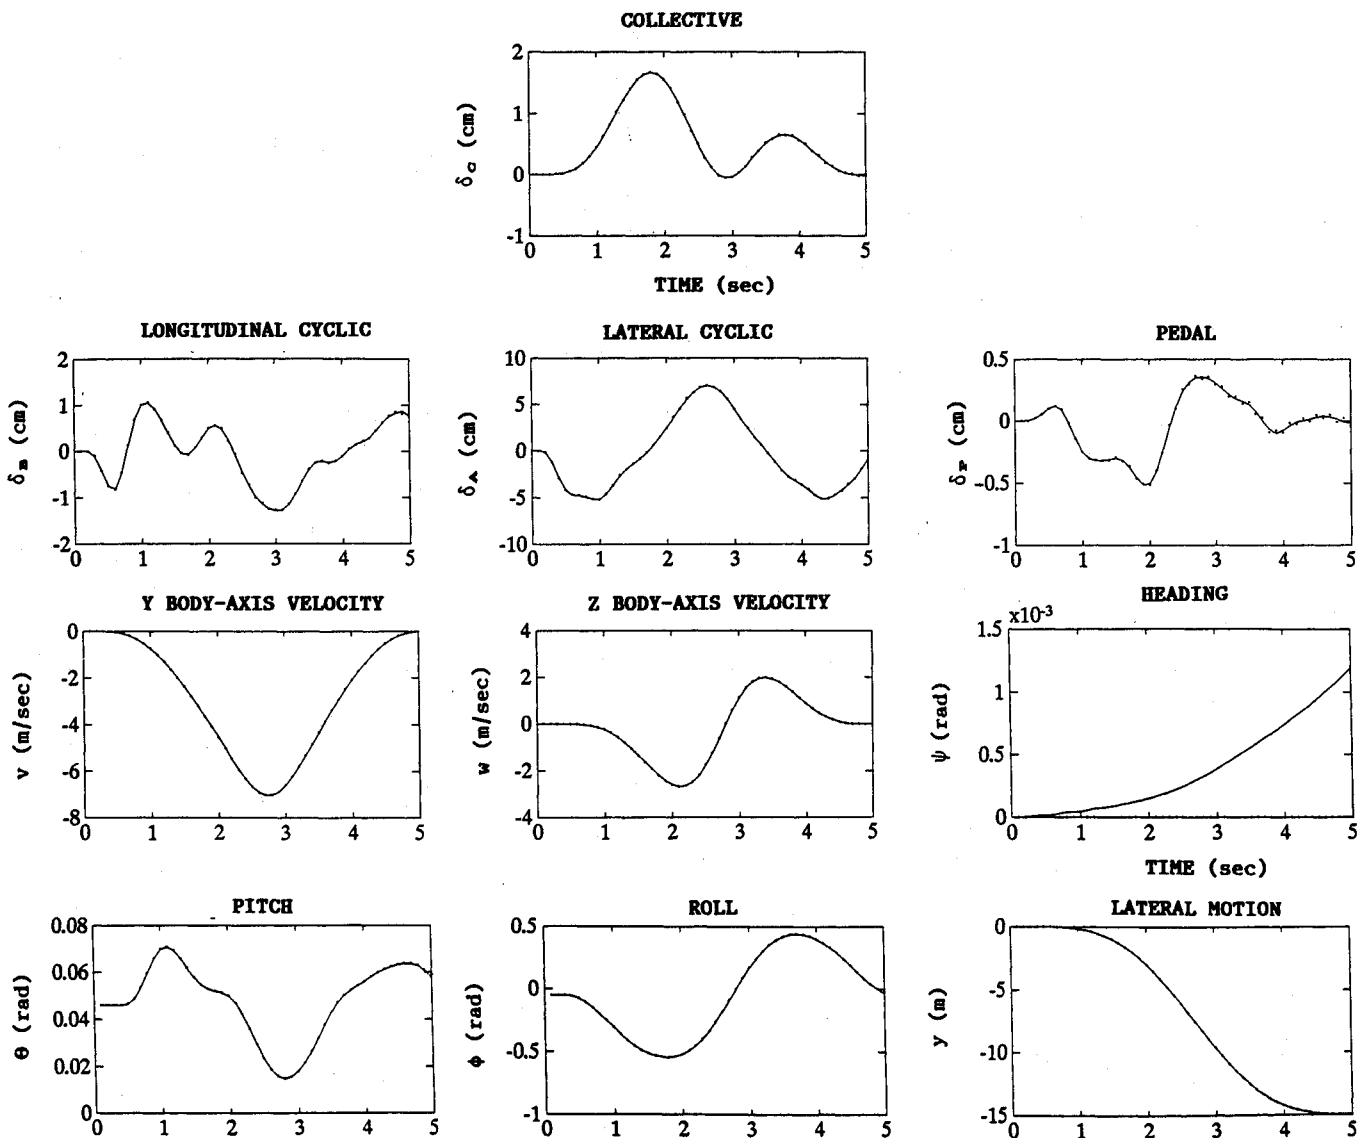 COLLECTIVE
2
1
0
-1
δC (cm)
0 1 2 3 4 5
TIME (sec)
LONGITUDINAL CYCLIC
2
1
0
-1
-2
δB (cm)
0 1 2 3 4 5
LATERAL CYCLIC
10
5
0
-5
-10
δA (cm)
0 1 2 3 4 5
PEDAL
0.5
0
-0.5
-1
δP (cm)
0 1 2 3 4 5
Y BODY-AXIS VELOCITY
0
-2
-4
-6
-8
v (m/sec)
0 1 2 3 4 5
Z BODY-AXIS VELOCITY
4
2
0
-2
-4
w (m/sec)
0 1 2 3 4 5
HEADING
x10-3
1.5
1
0.5
0
ψ (rad)
0 1 2 3 4 5
TIME (sec)
PITCH
0.08
0.06
0.04
0.02
0
θ (rad)
0 1 2 3 4 5
ROLL
0.5
0
-0.5
-1
φ (rad)
0 1 2 3 4 5
LATERAL MOTION
0
-5
-10
-15
y (m)
0 1 2 3 4 5